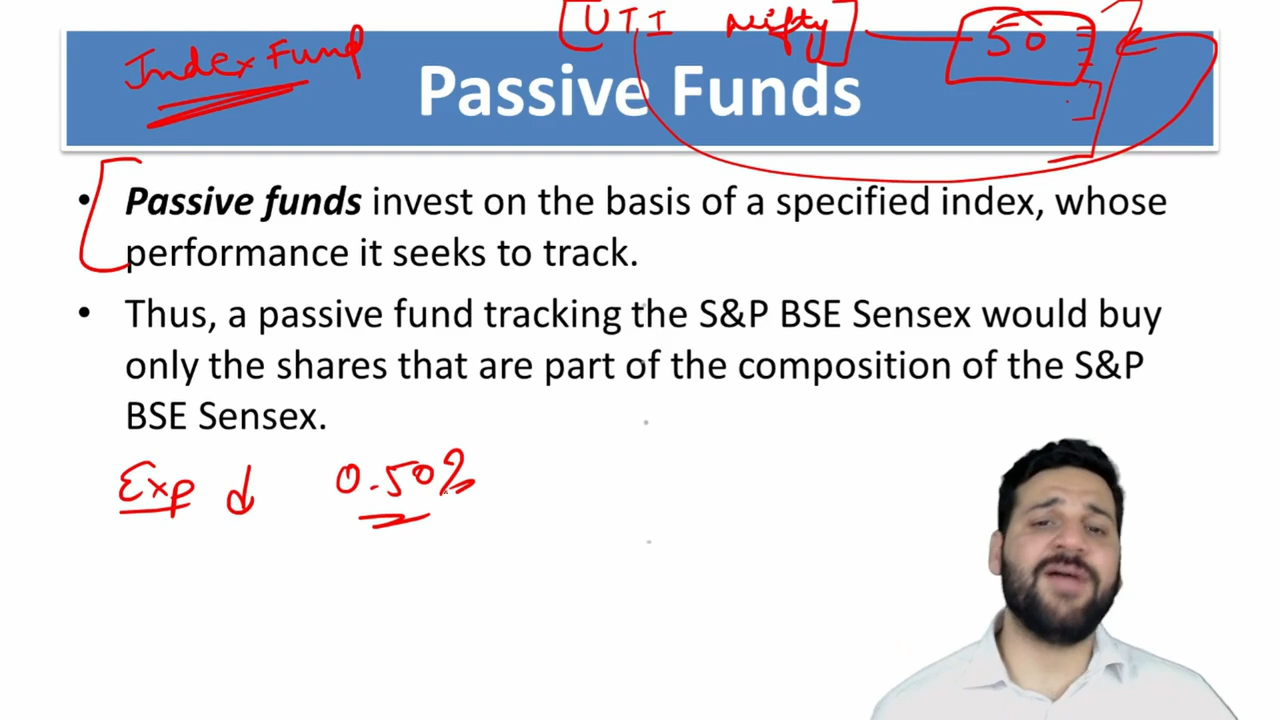 [UTI Nifty] 50
Index Fund
Passive Funds
• Passive funds invest on the basis of a specified index, whose
performance it seeks to track.
• Thus, a passive fund tracking the S&P BSE Sensex would buy
only the shares that are part of the composition of the S&P
BSE Sensex.
Exp ↓ 0.50%